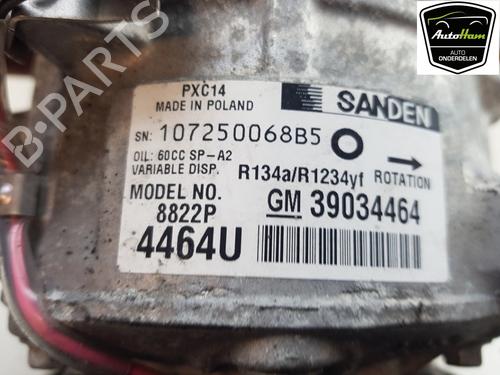 AutoHam
AUTO
ONDERDELEN
PXC14
MADE IN POLAND
SANDEN
SN: 107250068B5
OIL: 60CC SP-A2
VARIABLE DISP.
R134a/R1234yf
ROTATION
MODEL NO.
8822P
GM 39034464
4464U